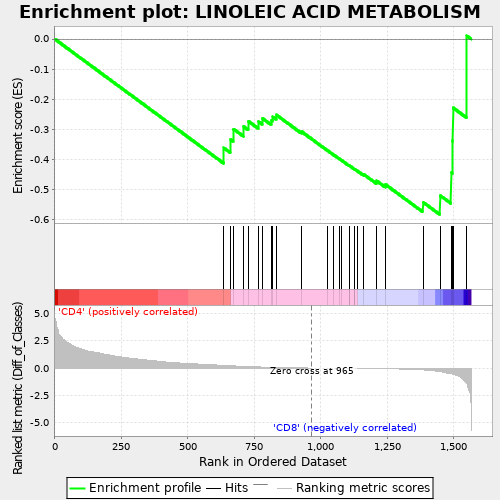 Enrichment plot: LINOLEIC ACID METABOLISM
Enrichment score (ES)
0.0
-0.1
-0.2
-0.3
-0.4
-0.5
-0.6
'CD4' (positively correlated)
Ranked list metric (Diff_of_Classes)
5.0
2.5
0.0
-2.5
-5.0
Zero cross at 965
'CD8' (negatively correlated)
0
250
500
750
1,000
1,250
1,500
Rank in Ordered Dataset
Enrichment profile
Hits
Ranking metric scores